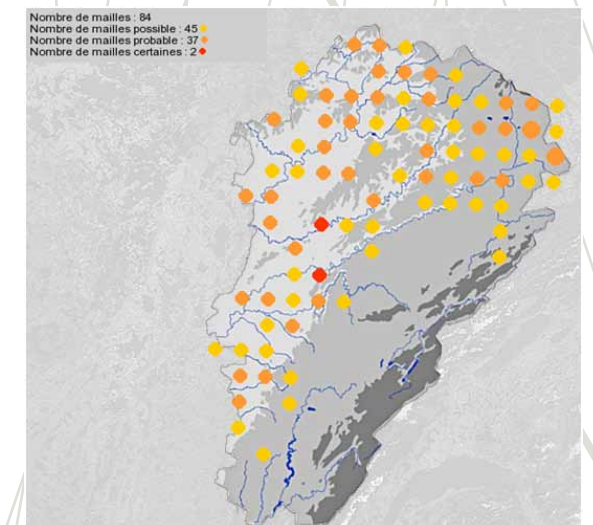 Nombre de mailles : 84
Nombre de mailles possible : 45
Nombre de mailles probable : 37
Nombre de mailles certaines : 2